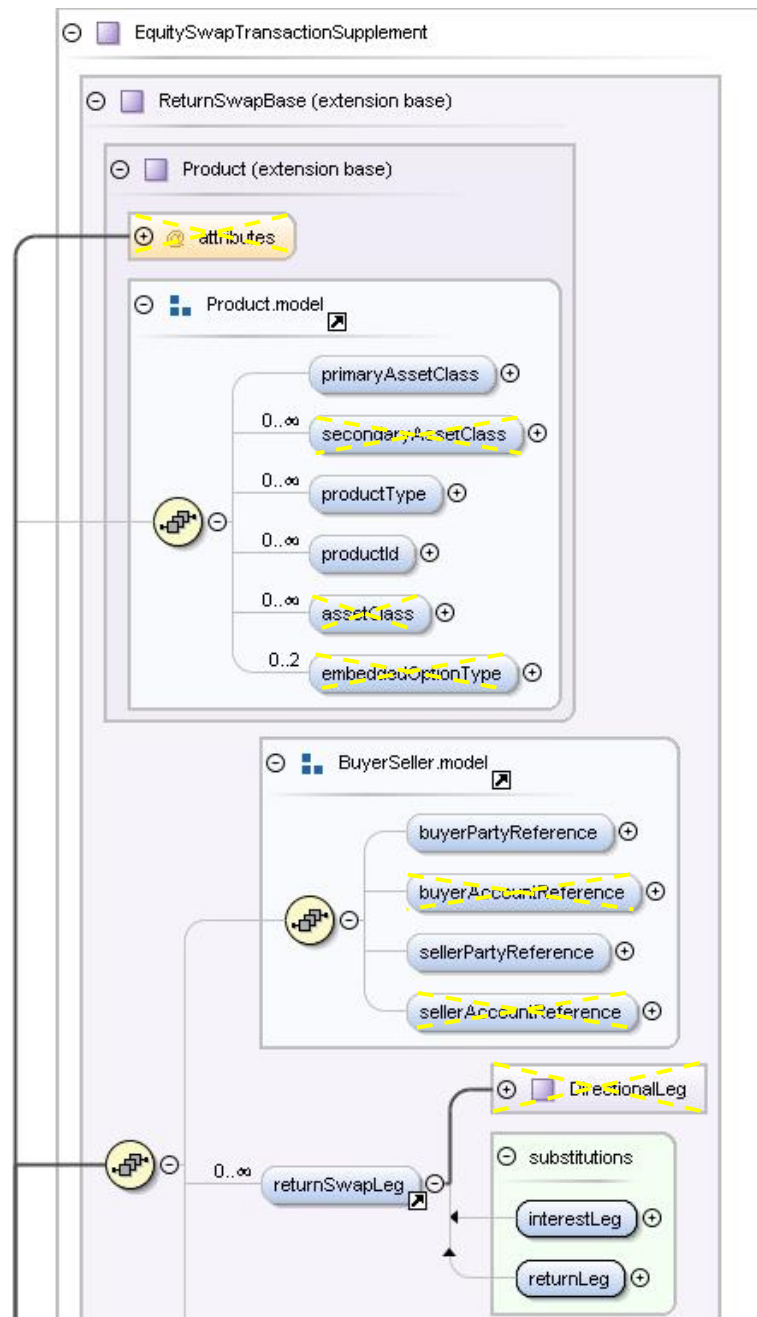 EquitySwapTransactionSupplement
ReturnSwapBase (extension base)
Product (extension base)
attributes
Product.model
primaryAssetClass
0..∞
secondaryAssetClass
0..∞
productType
0..∞
productId
0..∞
assetClass
0..2
embeddedOptionType
BuyerSeller.model
buyerPartyReference
buyerAccountReference
sellerPartyReference
sellerAccountReference
DirectionalLeg
substitutions
0..∞
returnSwapLeg
interestLeg
returnLeg